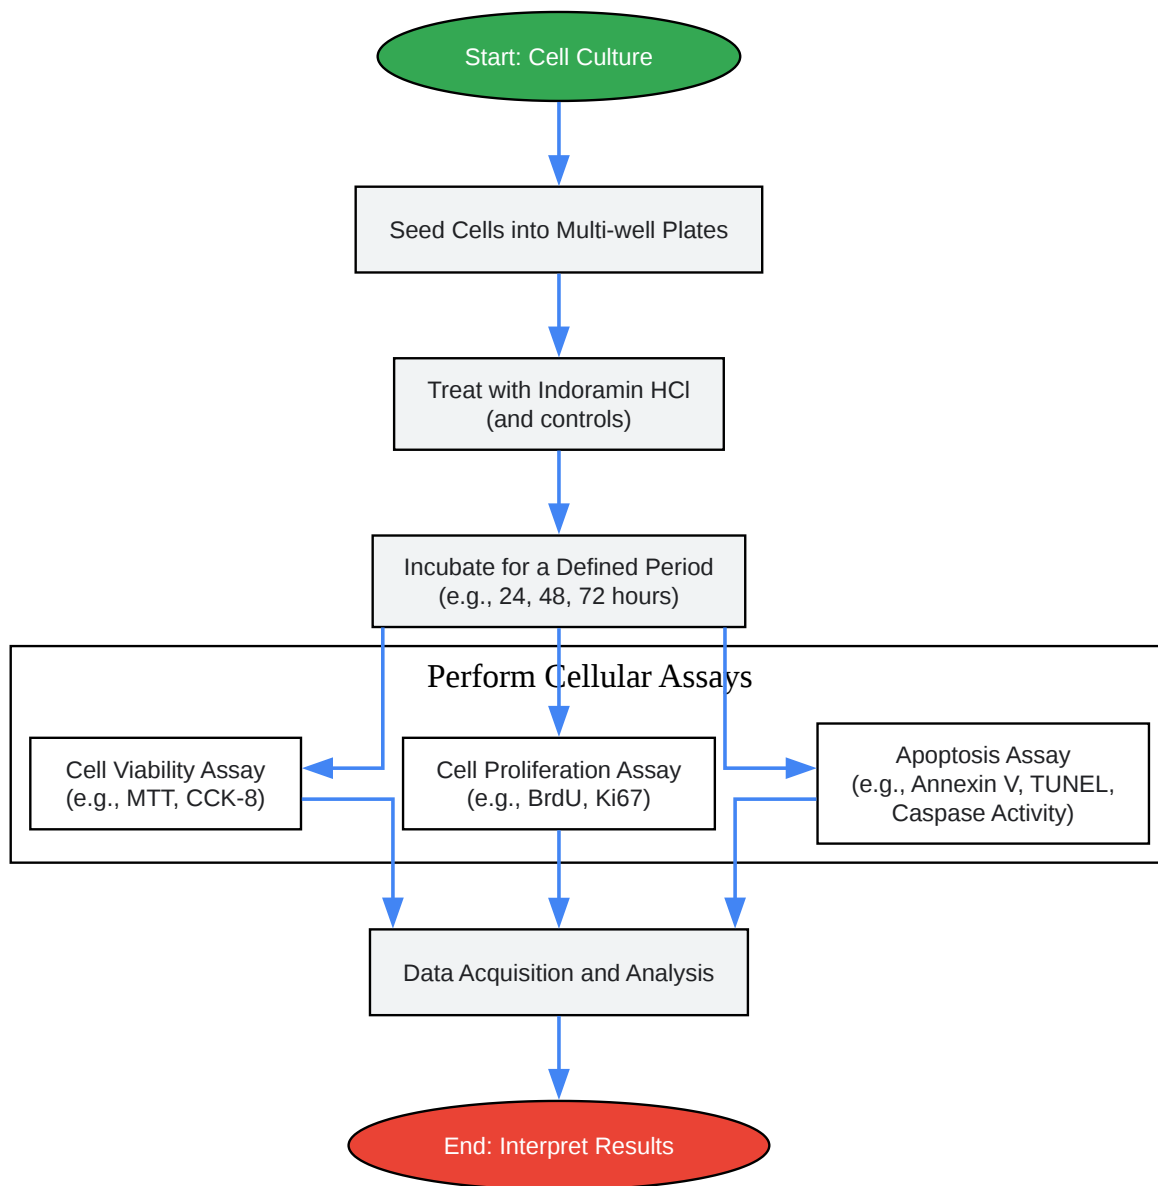 Start: Cell Culture
Seed Cells into Multi-well Plates
Treat with Indoramin HCl
(and controls)
Incubate for a Defined Period
(e.g., 24, 48, 72 hours)
Perform Cellular Assays
Cell Viability Assay
(e.g., MTT, CCK-8)
Cell Proliferation Assay
(e.g., BrdU, Ki67)
Apoptosis Assay
(e.g., Annexin V, TUNEL,
Caspase Activity)
Data Acquisition and Analysis
End: Interpret Results